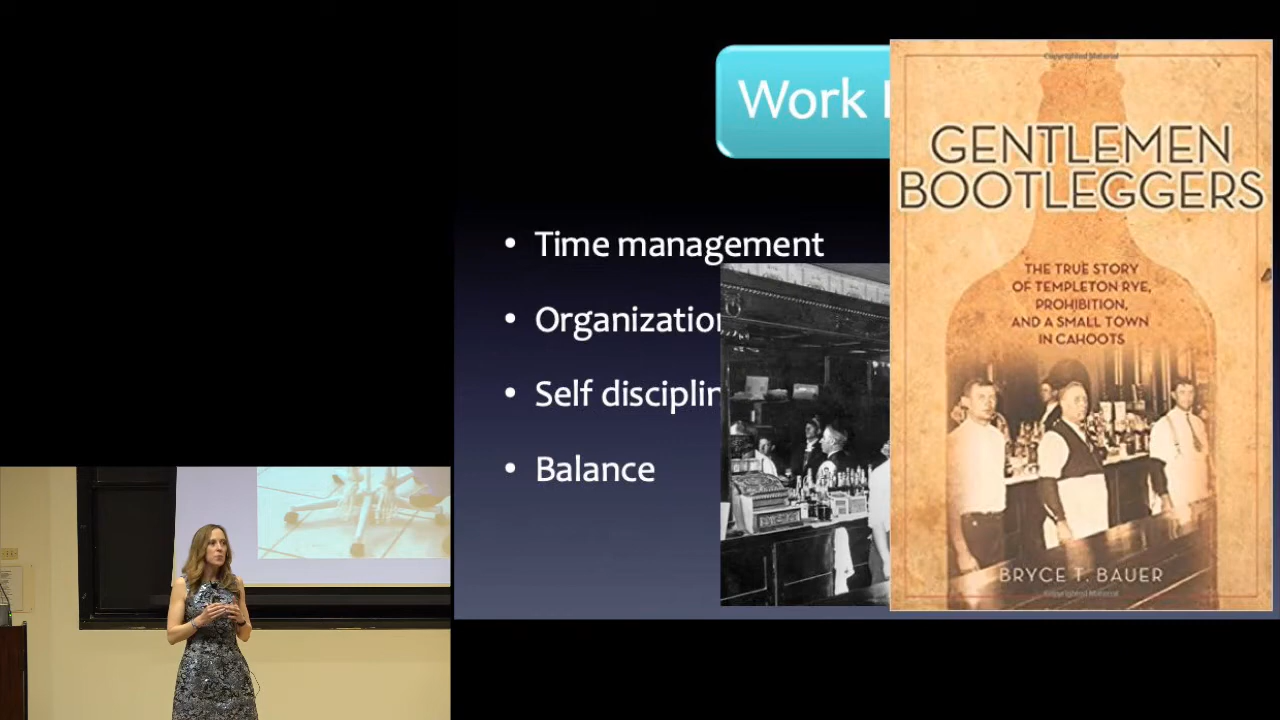 Work
• Time management
• Organization
• Self disciplin
• Balance
Copyrighted Material
GENTLEMEN
BOOTLEGGERS
THE TRUE STORY
OF TEMPLETON RYE,
PROHIBITION,
AND A SMALL TOWN
IN CAHOOTS
BRYCE T. BAUER
Copyrighted Material